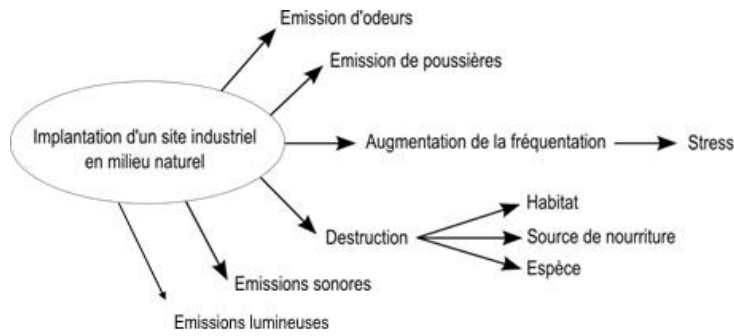 Emission d'odeurs
Emission de poussières
Implantation d'un site industriel
en milieu naturel
Augmentation de la fréquentation
Stress
Destruction
Habitat
Source de nourriture
Espèce
Emissions sonores
Emissions lumineuses